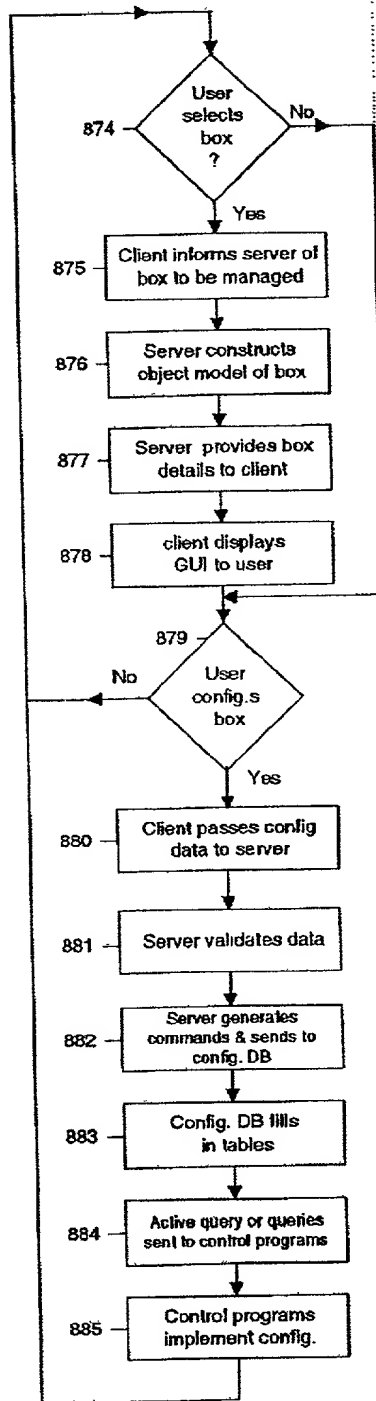 User
selects
box
?
874
No
Yes
875
Client informs server of
box to be managed
876
Server constructs
object model of box
877
Server provides box
details to client
878
client displays
GUI to user
879
User
config.s
box
No
Yes
880
Client passes config
data to server
881
Server validates data
882
Server generates
commands & sends to
config. DB
883
Config. DB fills
in tables
884
Active query or queries
sent to control programs
885
Control programs
implement config.